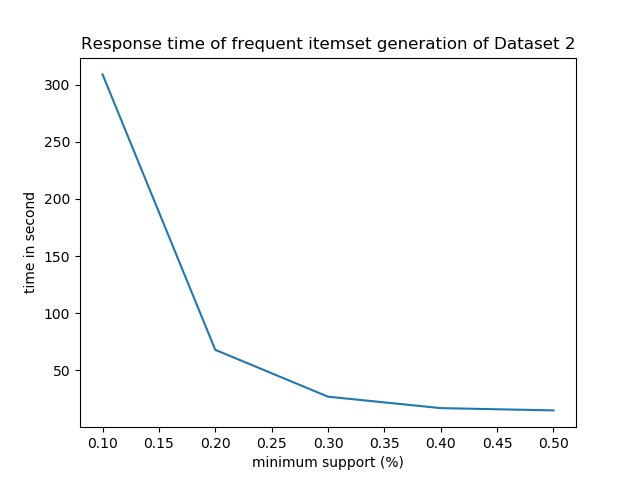 Response time of frequent itemset generation of Dataset 2
300
250
200
150
100
50
time in second
0.10 0.15 0.20 0.25 0.30 0.35 0.40 0.45 0.50
minimum support (%)